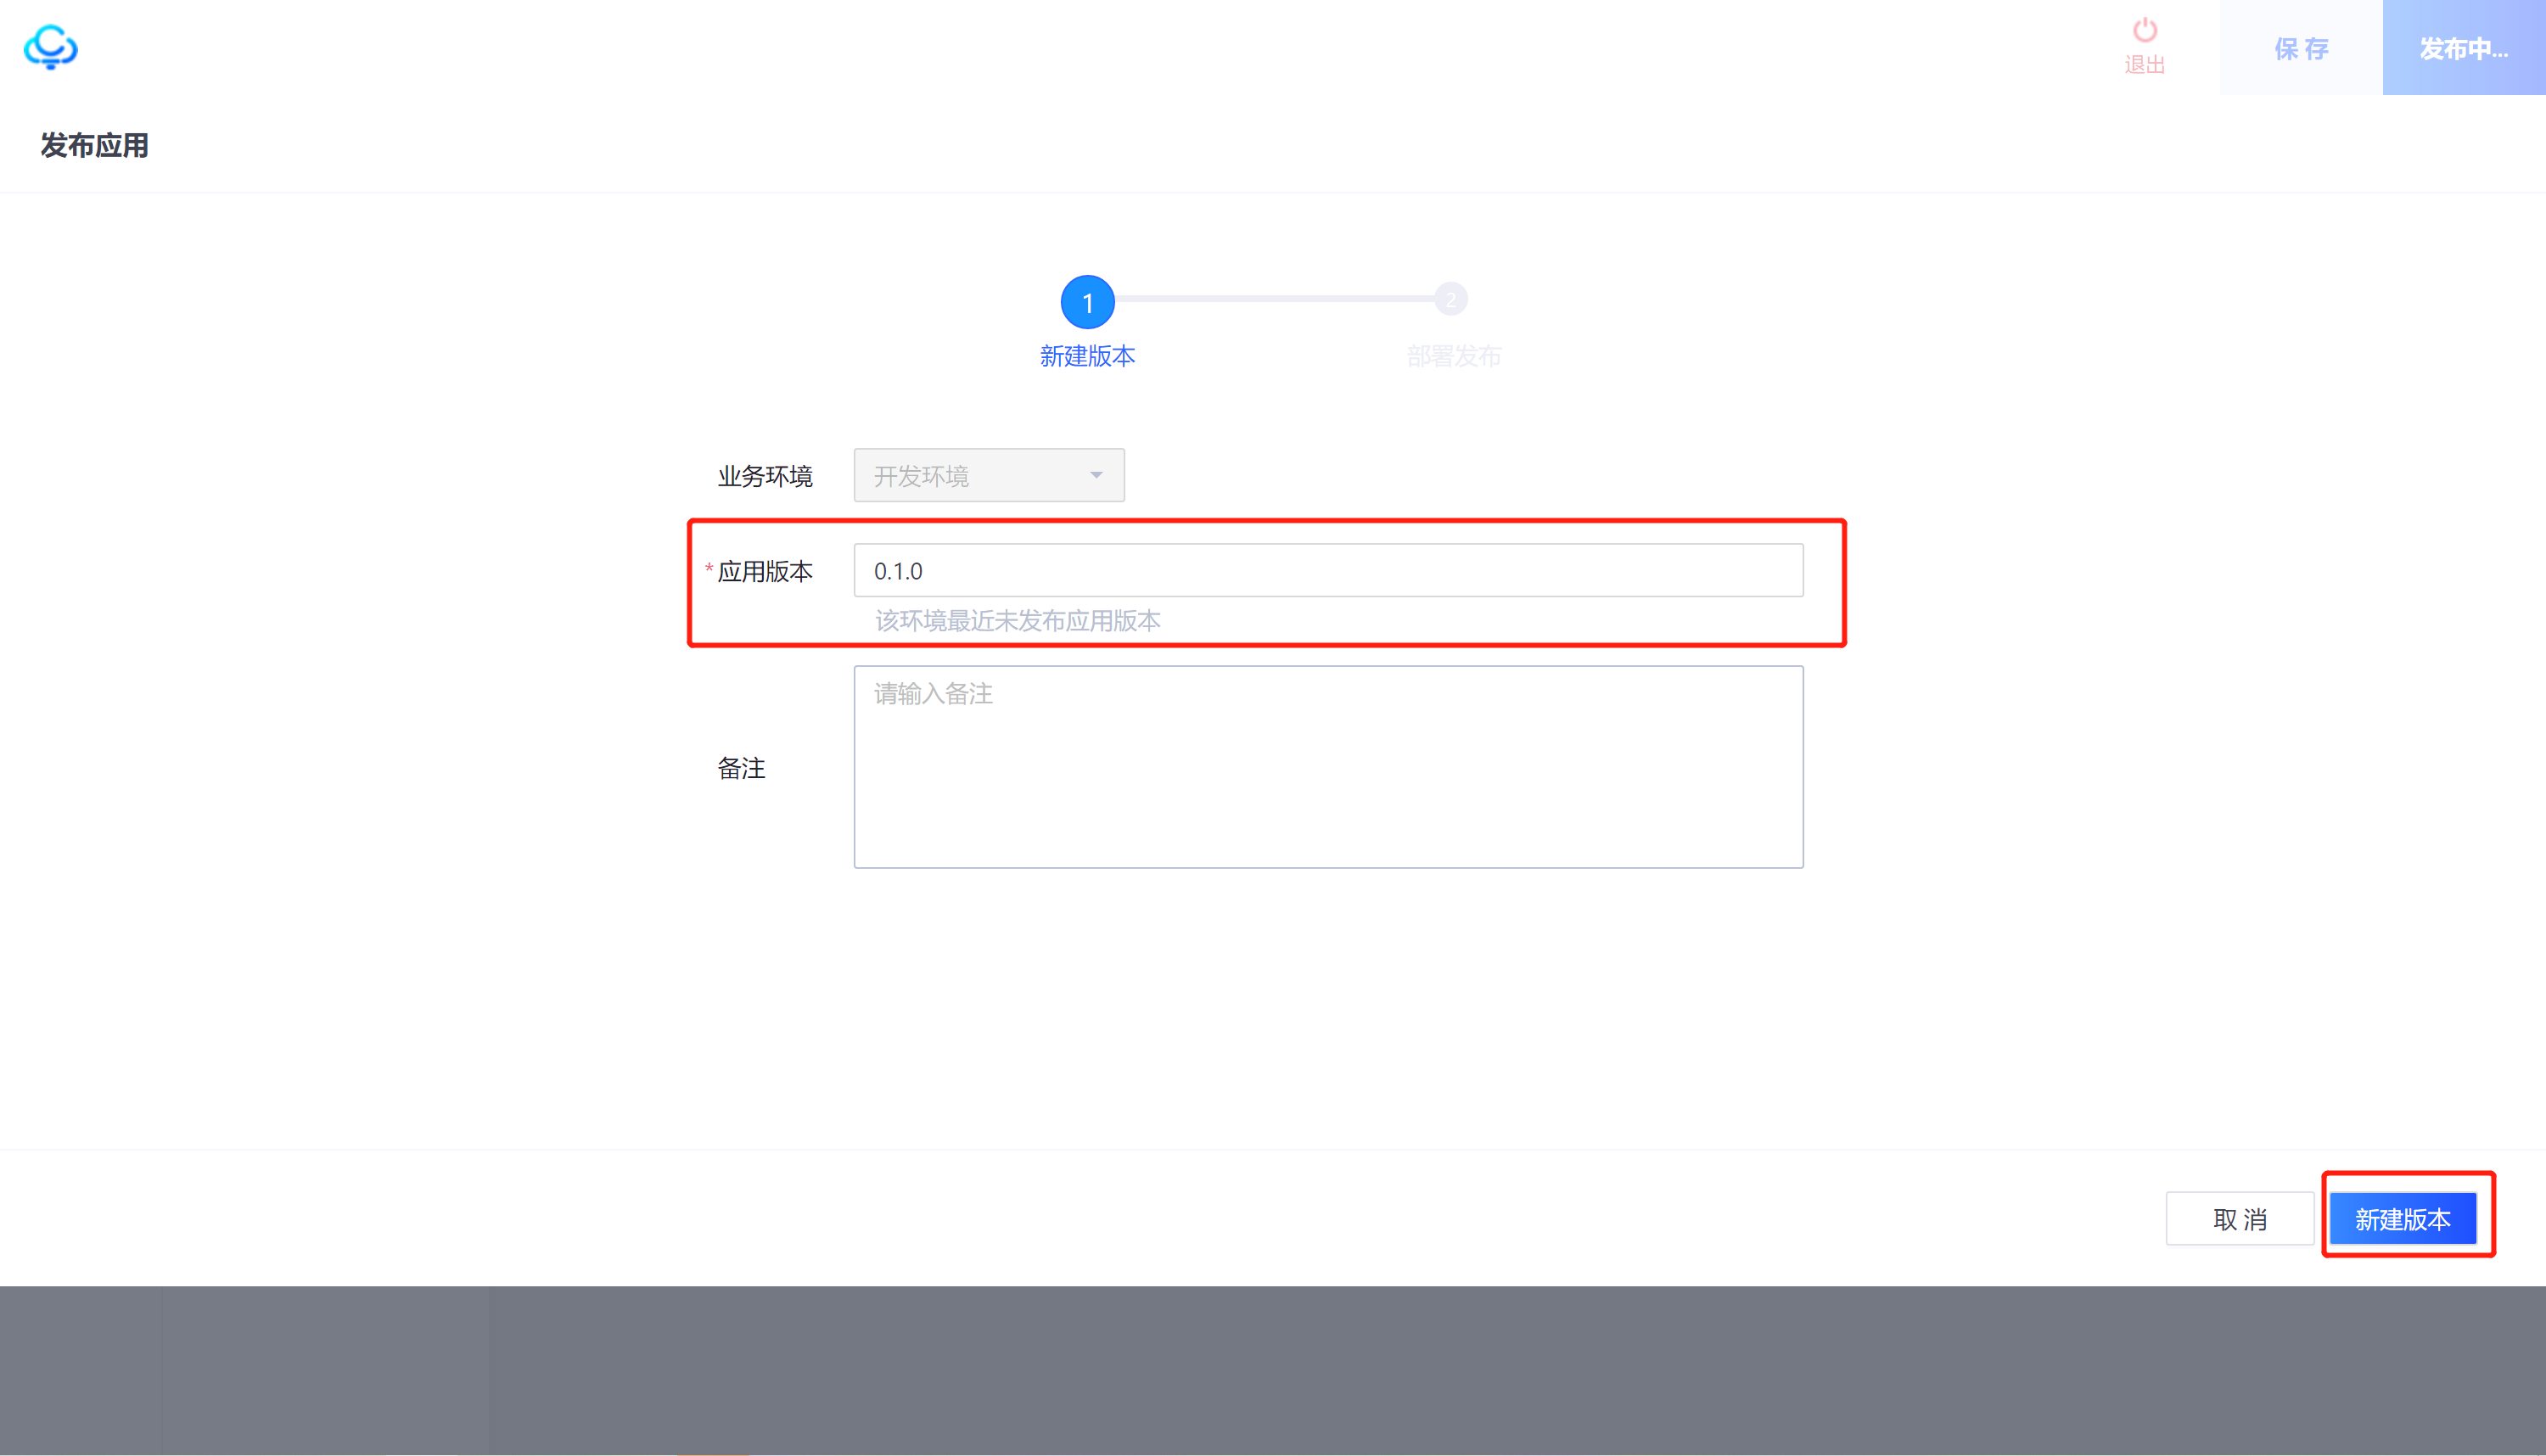 退出
保 存
发布中...
发布应用
1
2
新建版本
部署发布
业务环境
开发环境
*应用版本
0.1.0
该环境最近未发布应用版本
请输入备注
备注
取 消
新建版本